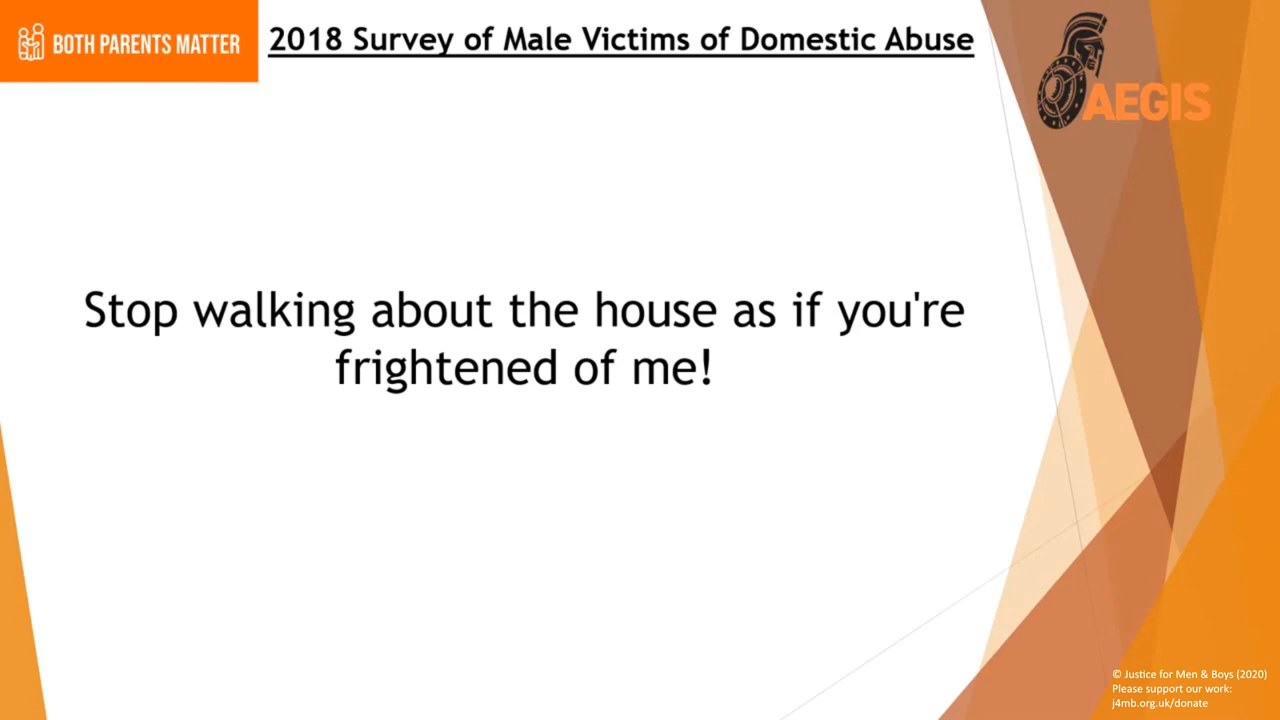 BOTH PARENTS MATTER
2018 Survey of Male Victims of Domestic Abuse
AEGIS
Stop walking about the house as if you're
frightened of me!
© Justice for Men & Boys (2020)
Please support our work:
j4mb.org.uk/donate